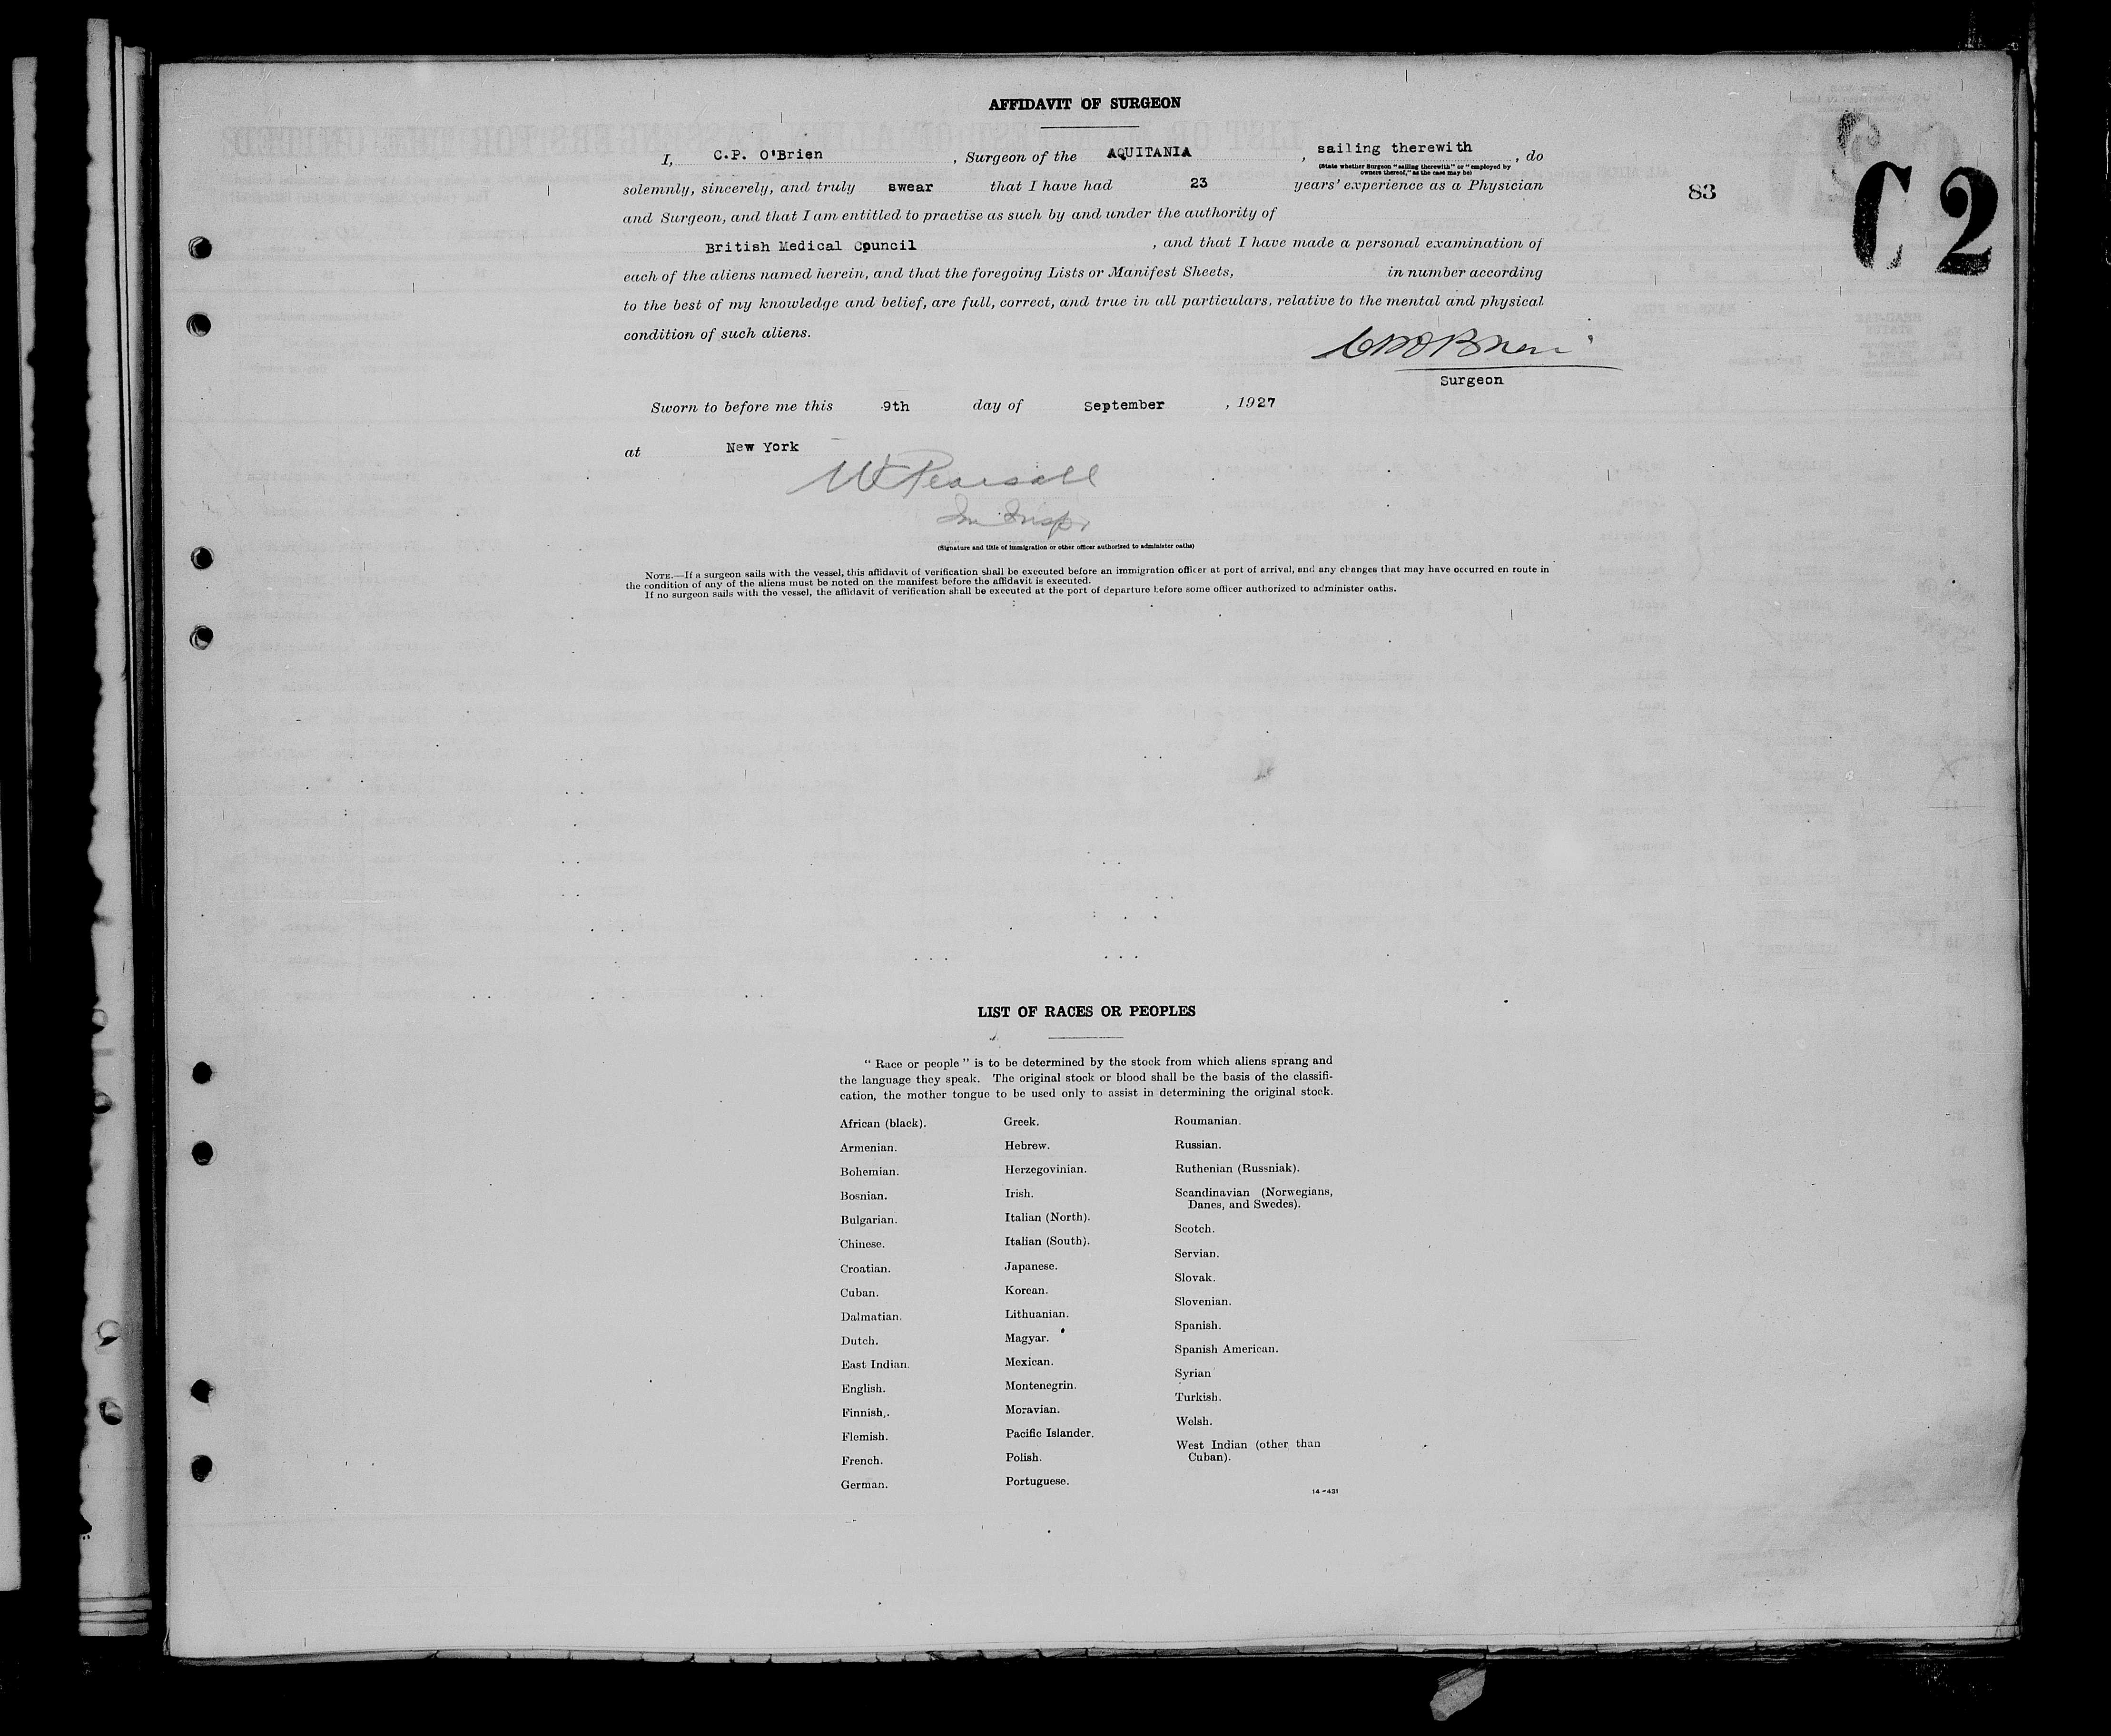 AFFIDAVIT OF SURGEON
I, C.P. O'Brien , Surgeon of the AQUITANIA , sailing therewith , do
(State whether Surgeon "sailing therewith" or "employed by
owners thereof," as the case may be)
solemnly, sincerely, and truly swear that I have had 23 years' experience as a Physician
83
C 2
and Surgeon, and that I am entitled to practise as such by and under the authority of
British Medical Council , and that I have made a personal examination of
each of the aliens named herein, and that the foregoing Lists or Manifest Sheets, in number according
to the best of my knowledge and belief, are full, correct, and true in all particulars, relative to the mental and physical
condition of such aliens.
CPO'Brien
Surgeon
Sworn to before me this 9th day of September , 1927
at New York
W Pearsall
Im Insp.
(Signature and title of immigration or other officer authorized to administer oaths)
NOTE.—If a surgeon sails with the vessel, this affidavit of verification shall be executed before an immigration officer at port of arrival, and any changes that may have occurred en route in
the condition of any of the aliens must be noted on the manifest before the affidavit is executed.
If no surgeon sails with the vessel, the affidavit of verification shall be executed at the port of departure before some officer authorized to administer oaths.
LIST OF RACES OR PEOPLES
"Race or people" is to be determined by the stock from which aliens sprang and
the language they speak. The original stock or blood shall be the basis of the classifi-
cation, the mother tongue to be used only to assist in determining the original stock.
African (black).
Armenian.
Bohemian.
Bosnian.
Bulgarian.
Chinese.
Croatian.
Cuban.
Dalmatian.
Dutch.
East Indian.
English.
Finnish.
Flemish.
French.
German.
Greek.
Hebrew.
Herzegovinian.
Irish.
Italian (North).
Italian (South).
Japanese.
Korean.
Lithuanian.
Magyar.
Mexican.
Montenegrin.
Moravian.
Pacific Islander.
Polish.
Portuguese.
Roumanian.
Russian.
Ruthenian (Russniak).
Scandinavian (Norwegians,
Danes, and Swedes).
Scotch.
Servian.
Slovak.
Slovenian.
Spanish.
Spanish American.
Syrian
Turkish.
Welsh.
West Indian (other than
Cuban).
14-431